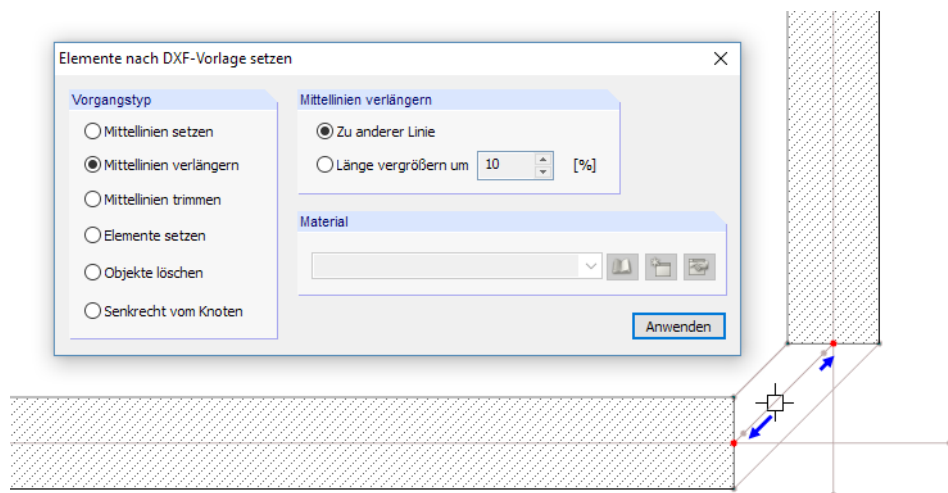 Elemente nach DXF-Vorlage setzen
Vorgangstyp
Mittellinien setzen
Mittellinien verlängern
Mittellinien trimmen
Elemente setzen
Objekte löschen
Senkrecht vom Knoten
Mittellinien verlängern
Zu anderer Linie
Länge vergrößern um 10 [%]
Material
Anwenden